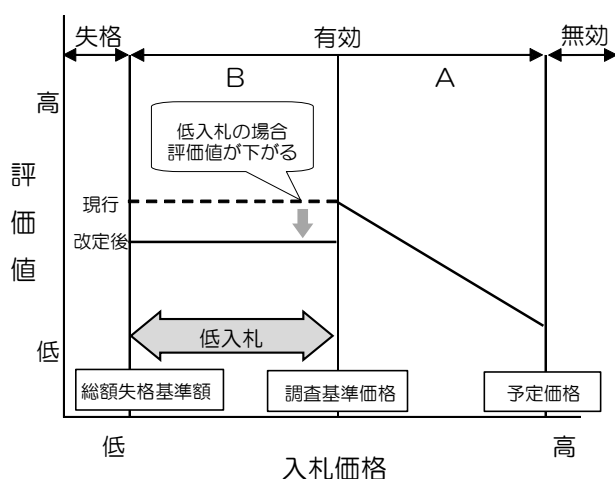 失格
有効
無効
B
A
高
低入札の場合
評価値が下がる
評価値
現行
改定後
低入札
低
総額失格基準額
調査基準価格
予定価格
低
高
入札価格